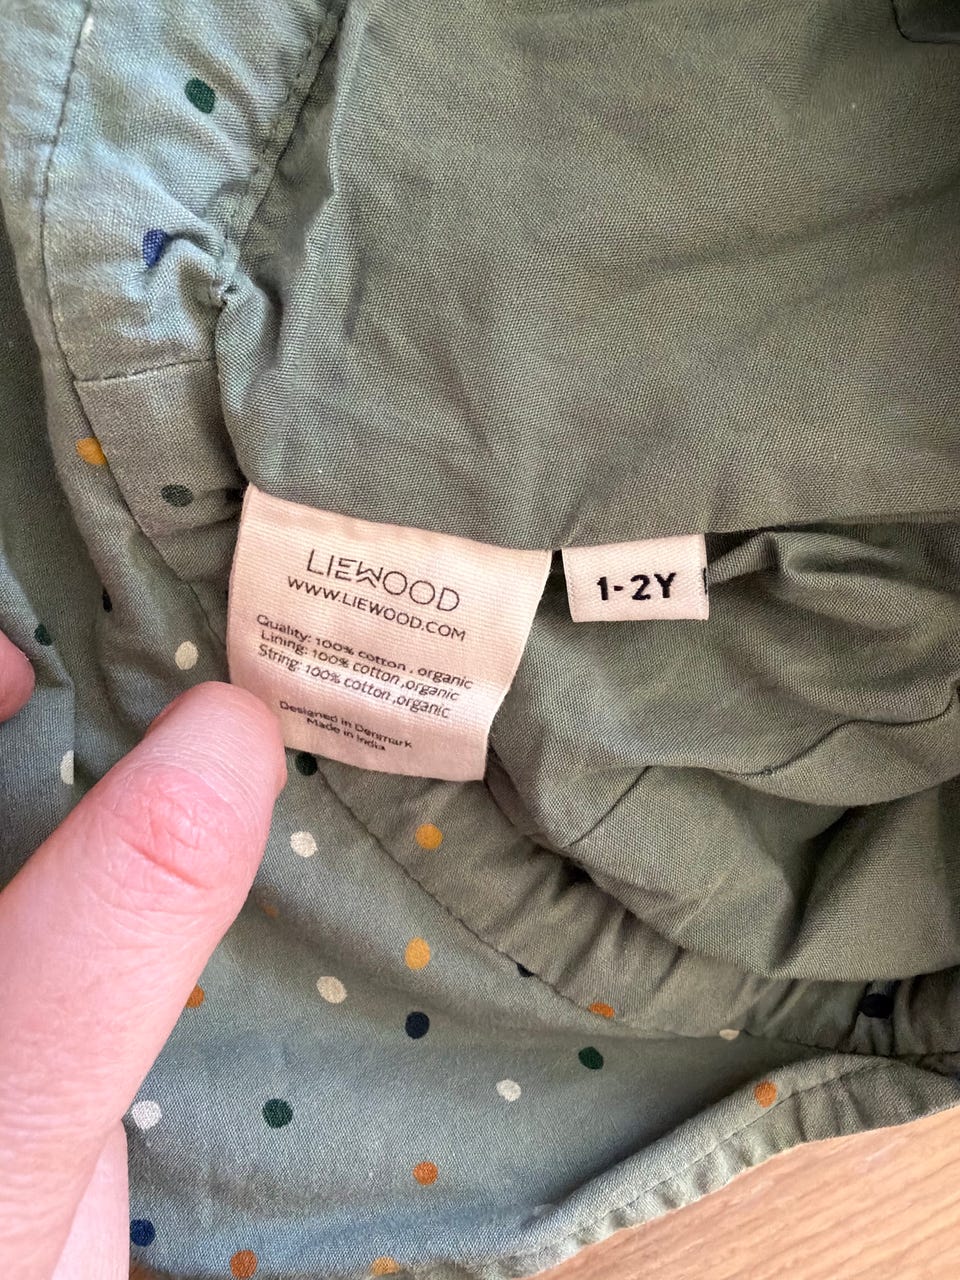 LIEWOOD
WWW.LIEWOOD.COM
Quality: 100% cotton , organic
Lining: 100% cotton ,organic
String: 100% cotton ,organic
Designed in Denmark
Made in India
1-2Y